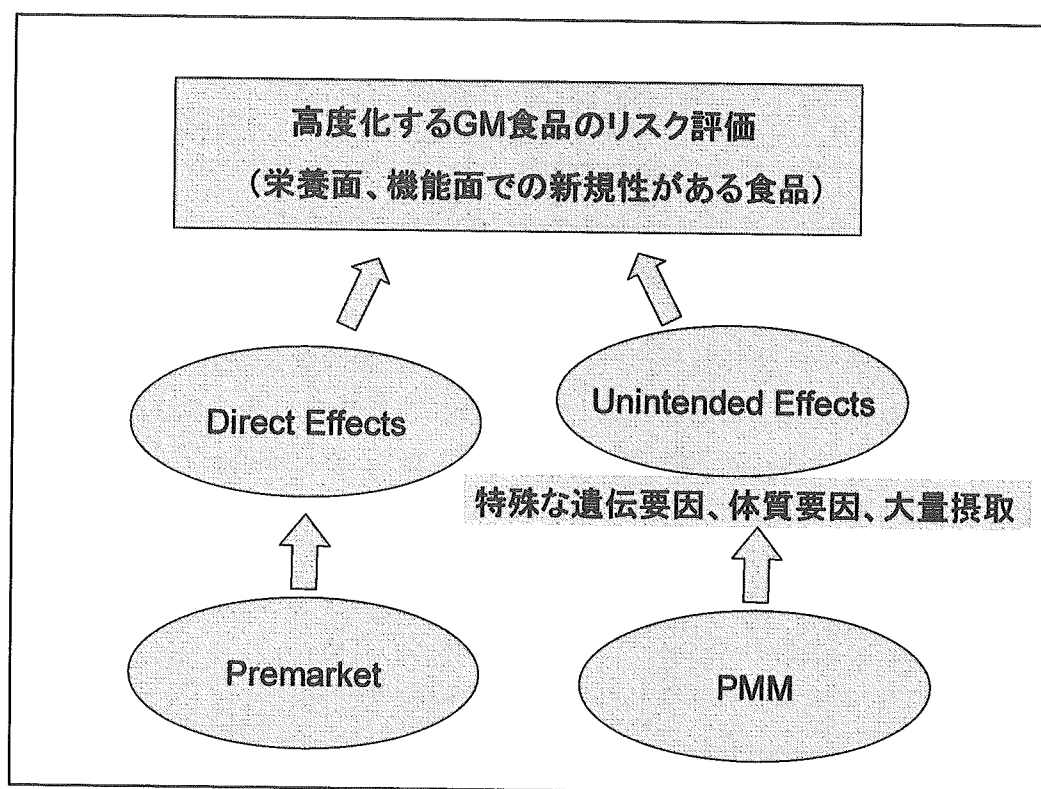 高度化するGM食品のリスク評価
（栄養面、機能面での新規性がある食品）
Direct Effects
Unintended Effects
特殊な遺伝要因、体質要因、大量摂取
Premarket
PMM